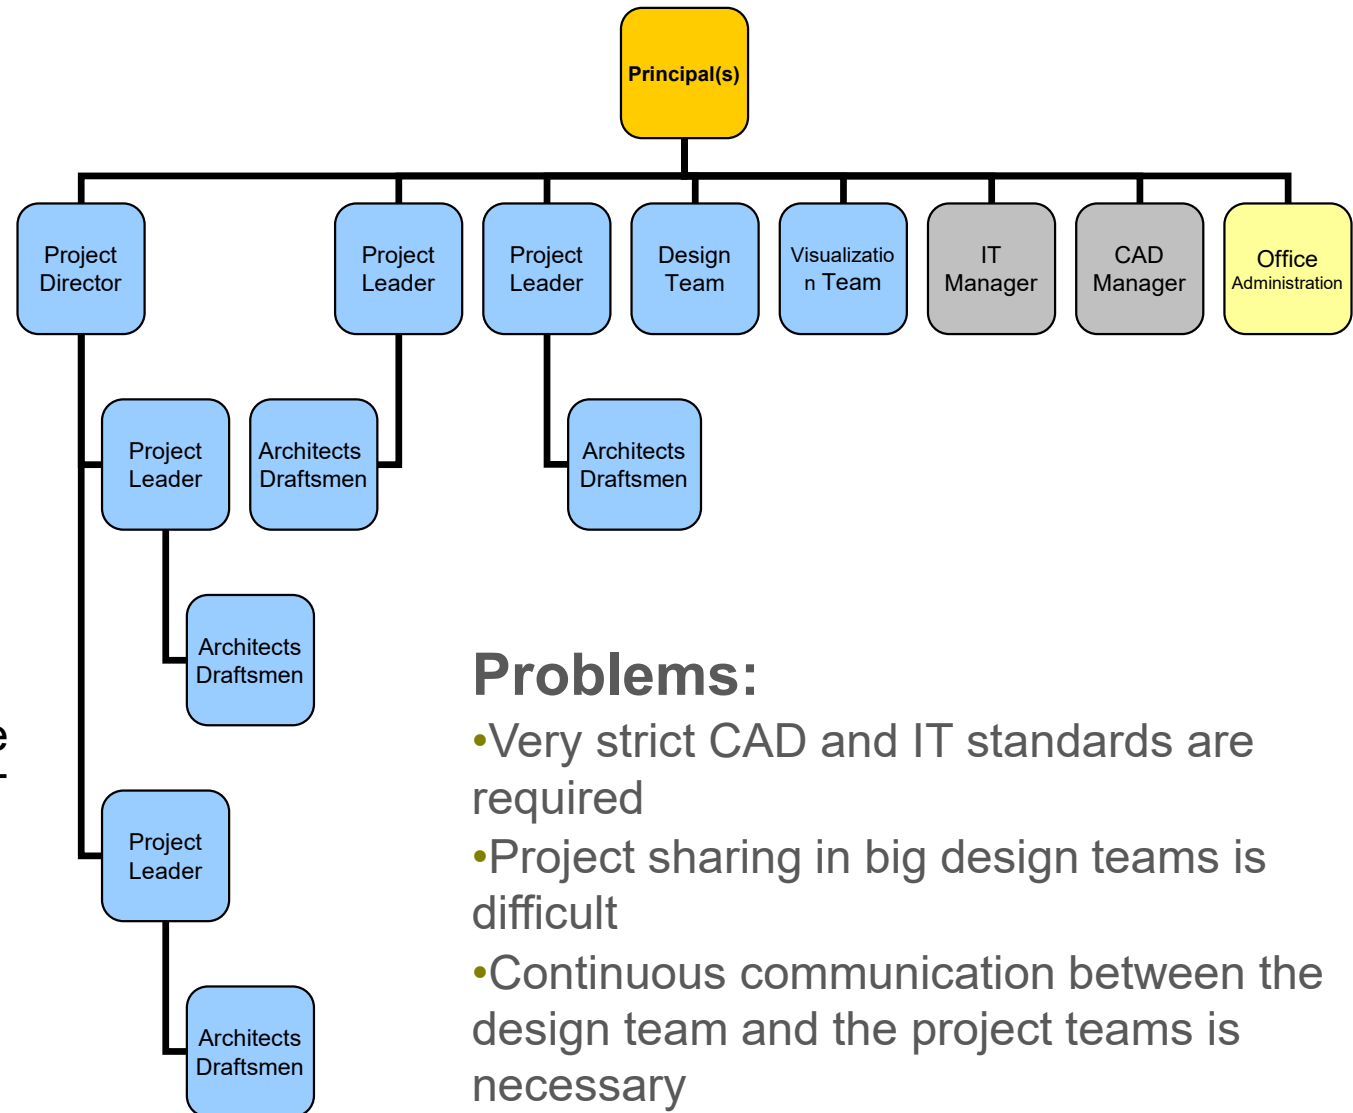 Principal(s)
Project
Director
Project
Leader
Project
Leader
Design
Team
Visualizatio
n Team
IT
Manager
CAD
Manager
Office
Administration
Project
Leader
Architects
Draftsmen
Architects
Draftsmen
Architects
Draftsmen
Project
Leader
Architects
Draftsmen
Problems:
•Very strict CAD and IT standards are
required
•Project sharing in big design teams is
difficult
•Continuous communication between the
design team and the project teams is
necessary